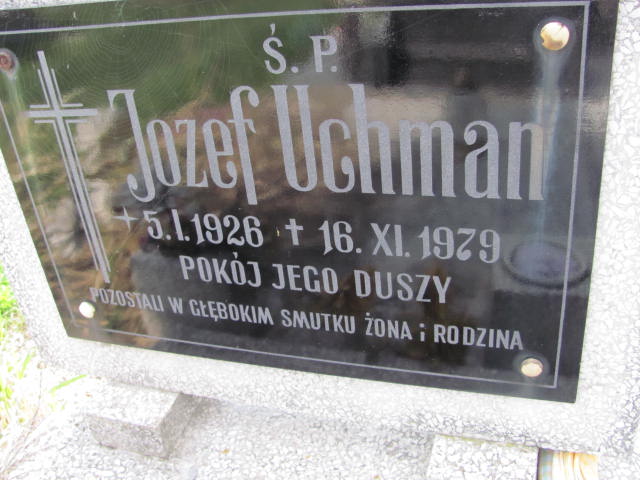 Ś. P.
Jozef Uchman
+ 5. I. 1926 + 16. XI. 1979
POKÓJ JEGO DUSZY
POZOSTALI W GŁĘBOKIM SMUTKU ŻONA i RODZINA